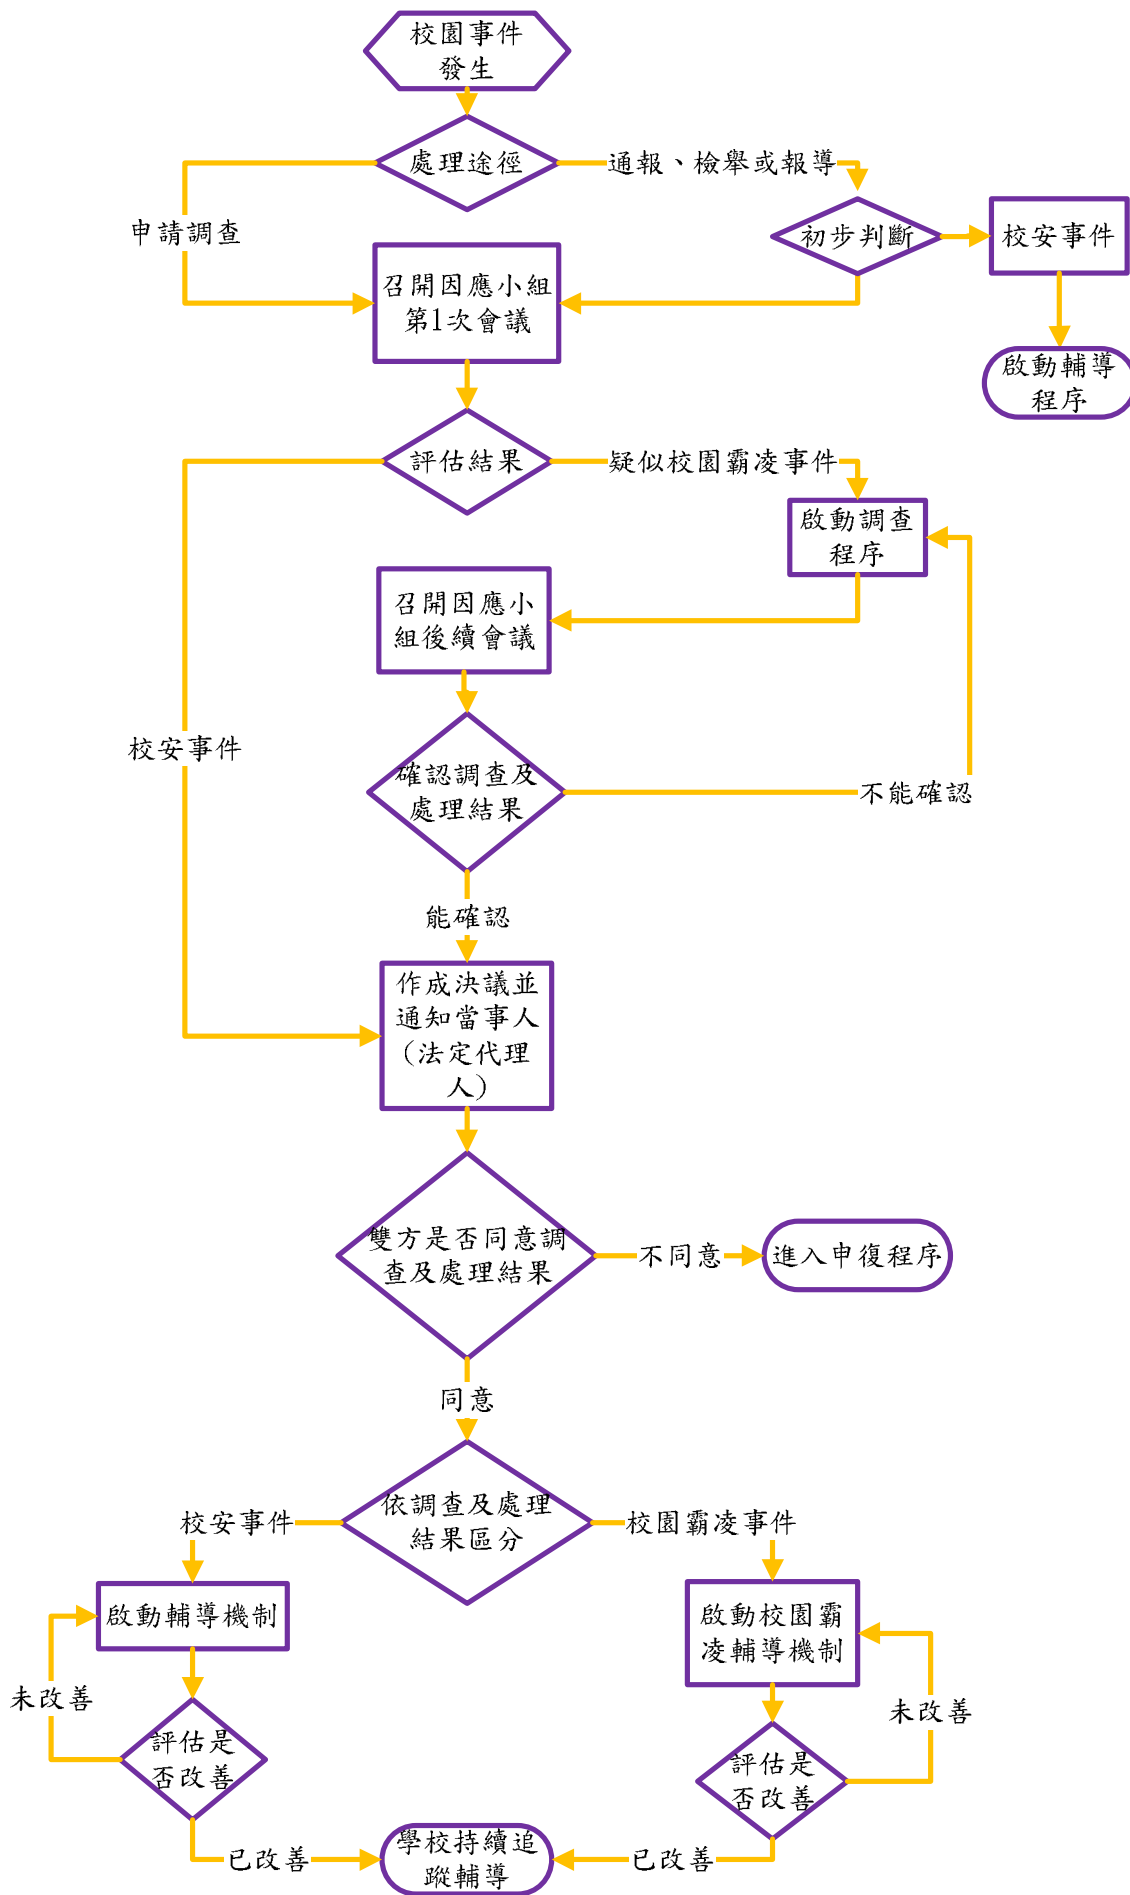 校園事件
發生
處理途徑
通報、檢舉或報導
申請調查
初步判斷
校安事件
召開因應小組
第1次會議
啟動輔導
程序
評估結果
疑似校園霸凌事件
啟動調查
程序
召開因應小
組後續會議
校安事件
確認調查及
處理結果
不能確認
能確認
作成決議並
通知當事人
(法定代理
人)
雙方是否同意調
查及處理結果
不同意
進入申復程序
同意
依調查及處理
結果區分
校安事件
校園霸凌事件
啟動輔導機制
啟動校園霸
凌輔導機制
未改善
未改善
評估是
否改善
評估是
否改善
已改善
學校持續追
蹤輔導
已改善